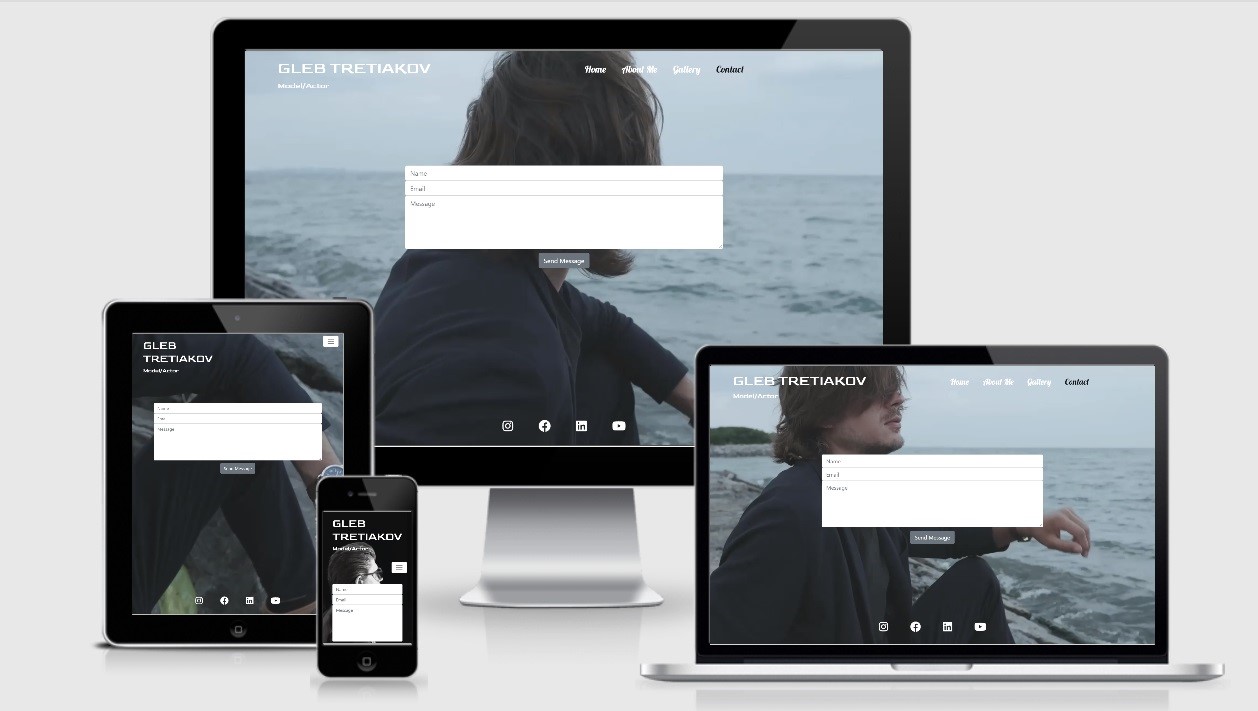 GLEB TRETIAKOV
Model/Actor
Home About Me Gallery Contact
Name
Email
Message
Send Message
GLEB
TRETIAKOV
Model/Actor
Name
Email
Message
Send Message
GLEB
TRETIAKOV
Model/Actor
Name
Email
Message
GLEB TRETIAKOV
Model/Actor
Home About Me Gallery Contact
Name
Email
Message
Send Message